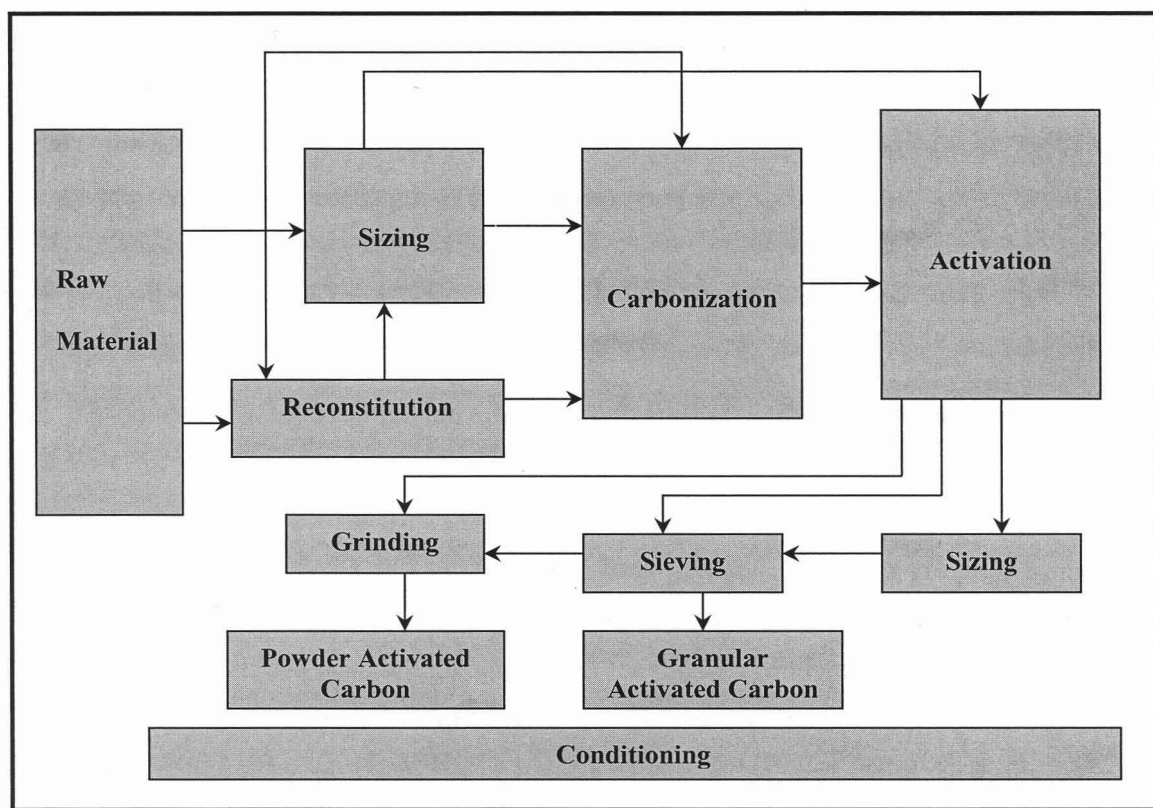 Raw
Material
Sizing
Reconstitution
Carbonization
Activation
Grinding
Sieving
Sizing
Powder Activated
Carbon
Granular
Activated Carbon
Conditioning